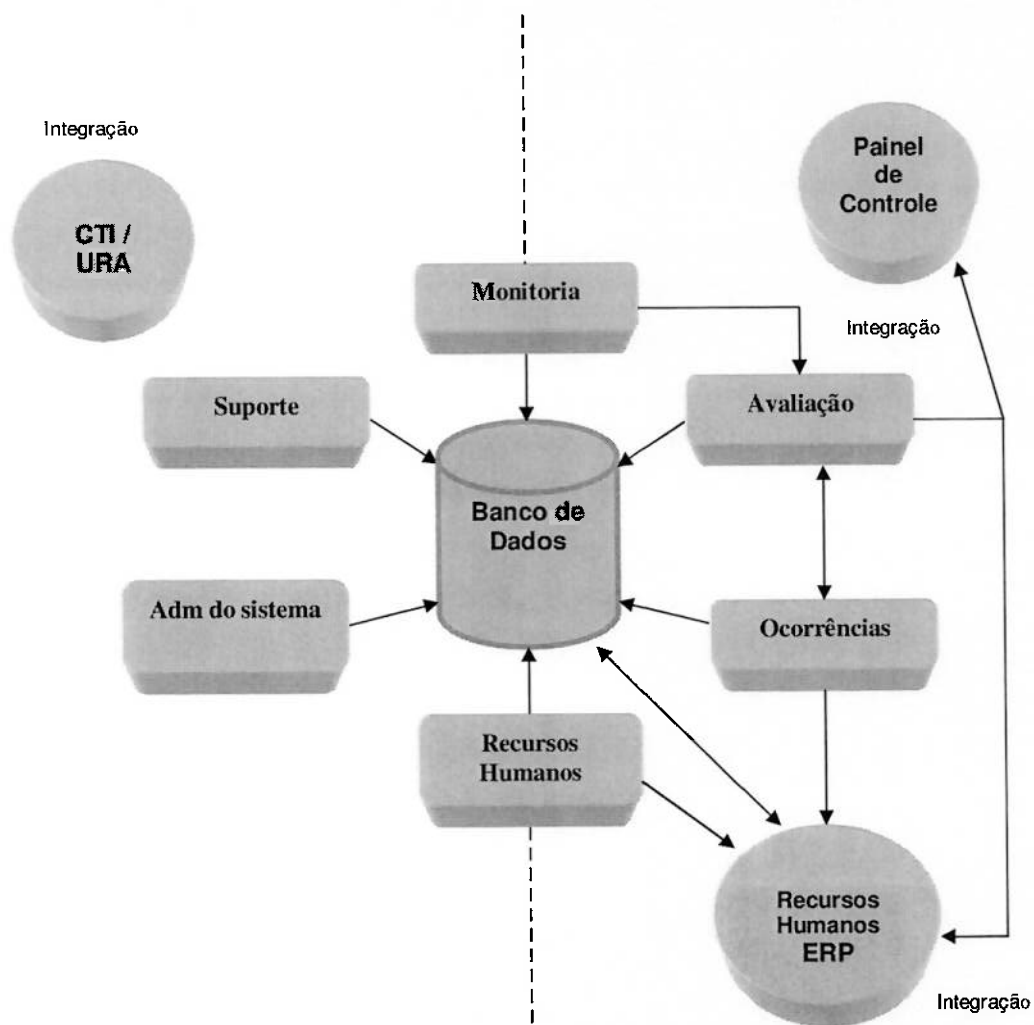 Integração
CTI /
URA
Painel
de
Controle
Integração
Monitoria
Suporte
Avaliação
Banco de
Dados
Adm do sistema
Ocorrências
Recursos
Humanos
Recursos
Humanos
ERP
Integração